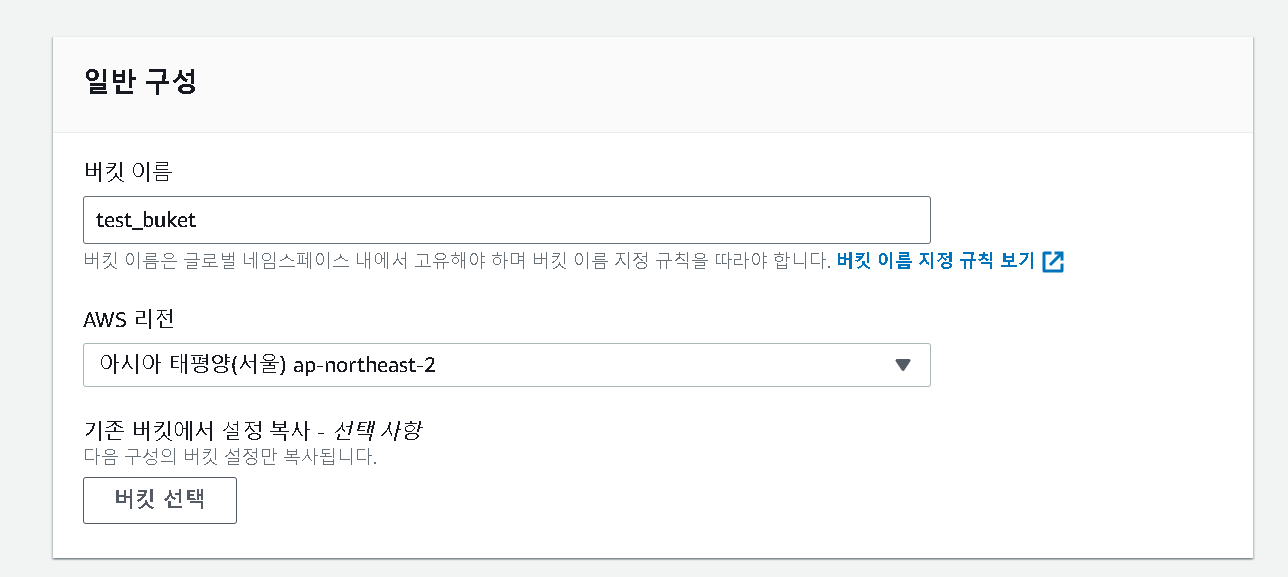 일반 구성
버킷 이름
test_buket
버킷 이름은 글로벌 네임스페이스 내에서 고유해야 하며 버킷 이름 지정 규칙을 따라야 합니다. 버킷 이름 지정 규칙 보기
AWS 리전
아시아 태평양(서울) ap-northeast-2
기존 버킷에서 설정 복사 - 선택 사항
다음 구성의 버킷 설정만 복사됩니다.
버킷 선택